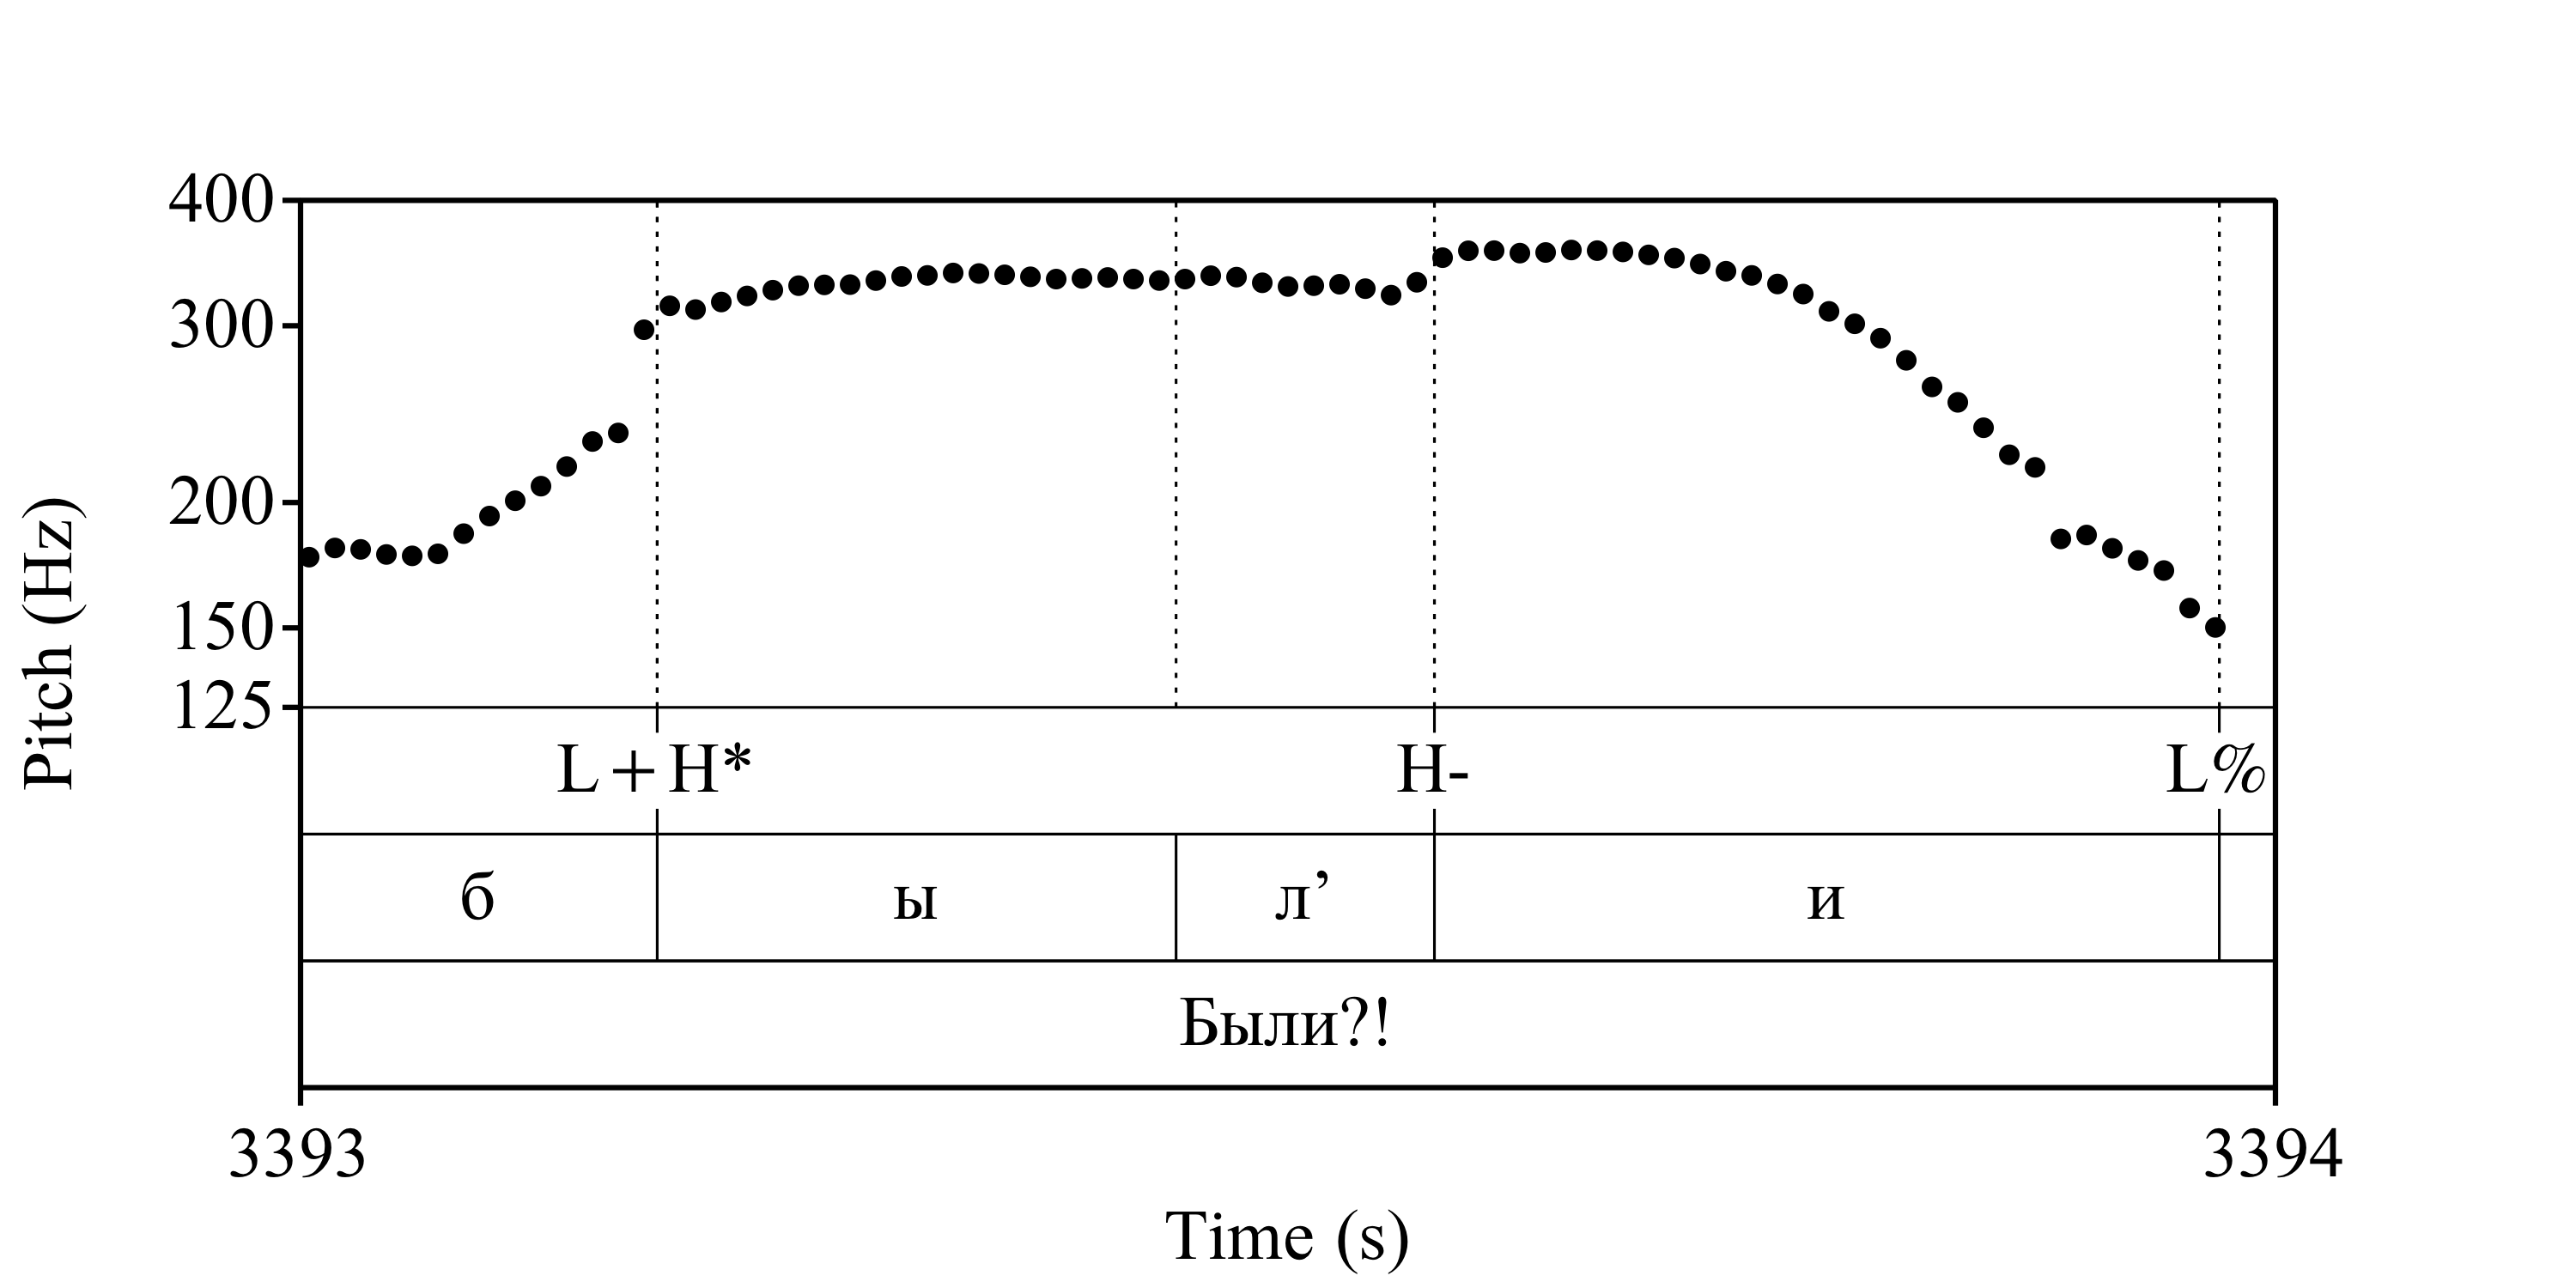 400
300
200
150
125
Pitch (Hz)
L+H* H- L%
б ы л’ и
Были?!
3393 3394
Time (s)